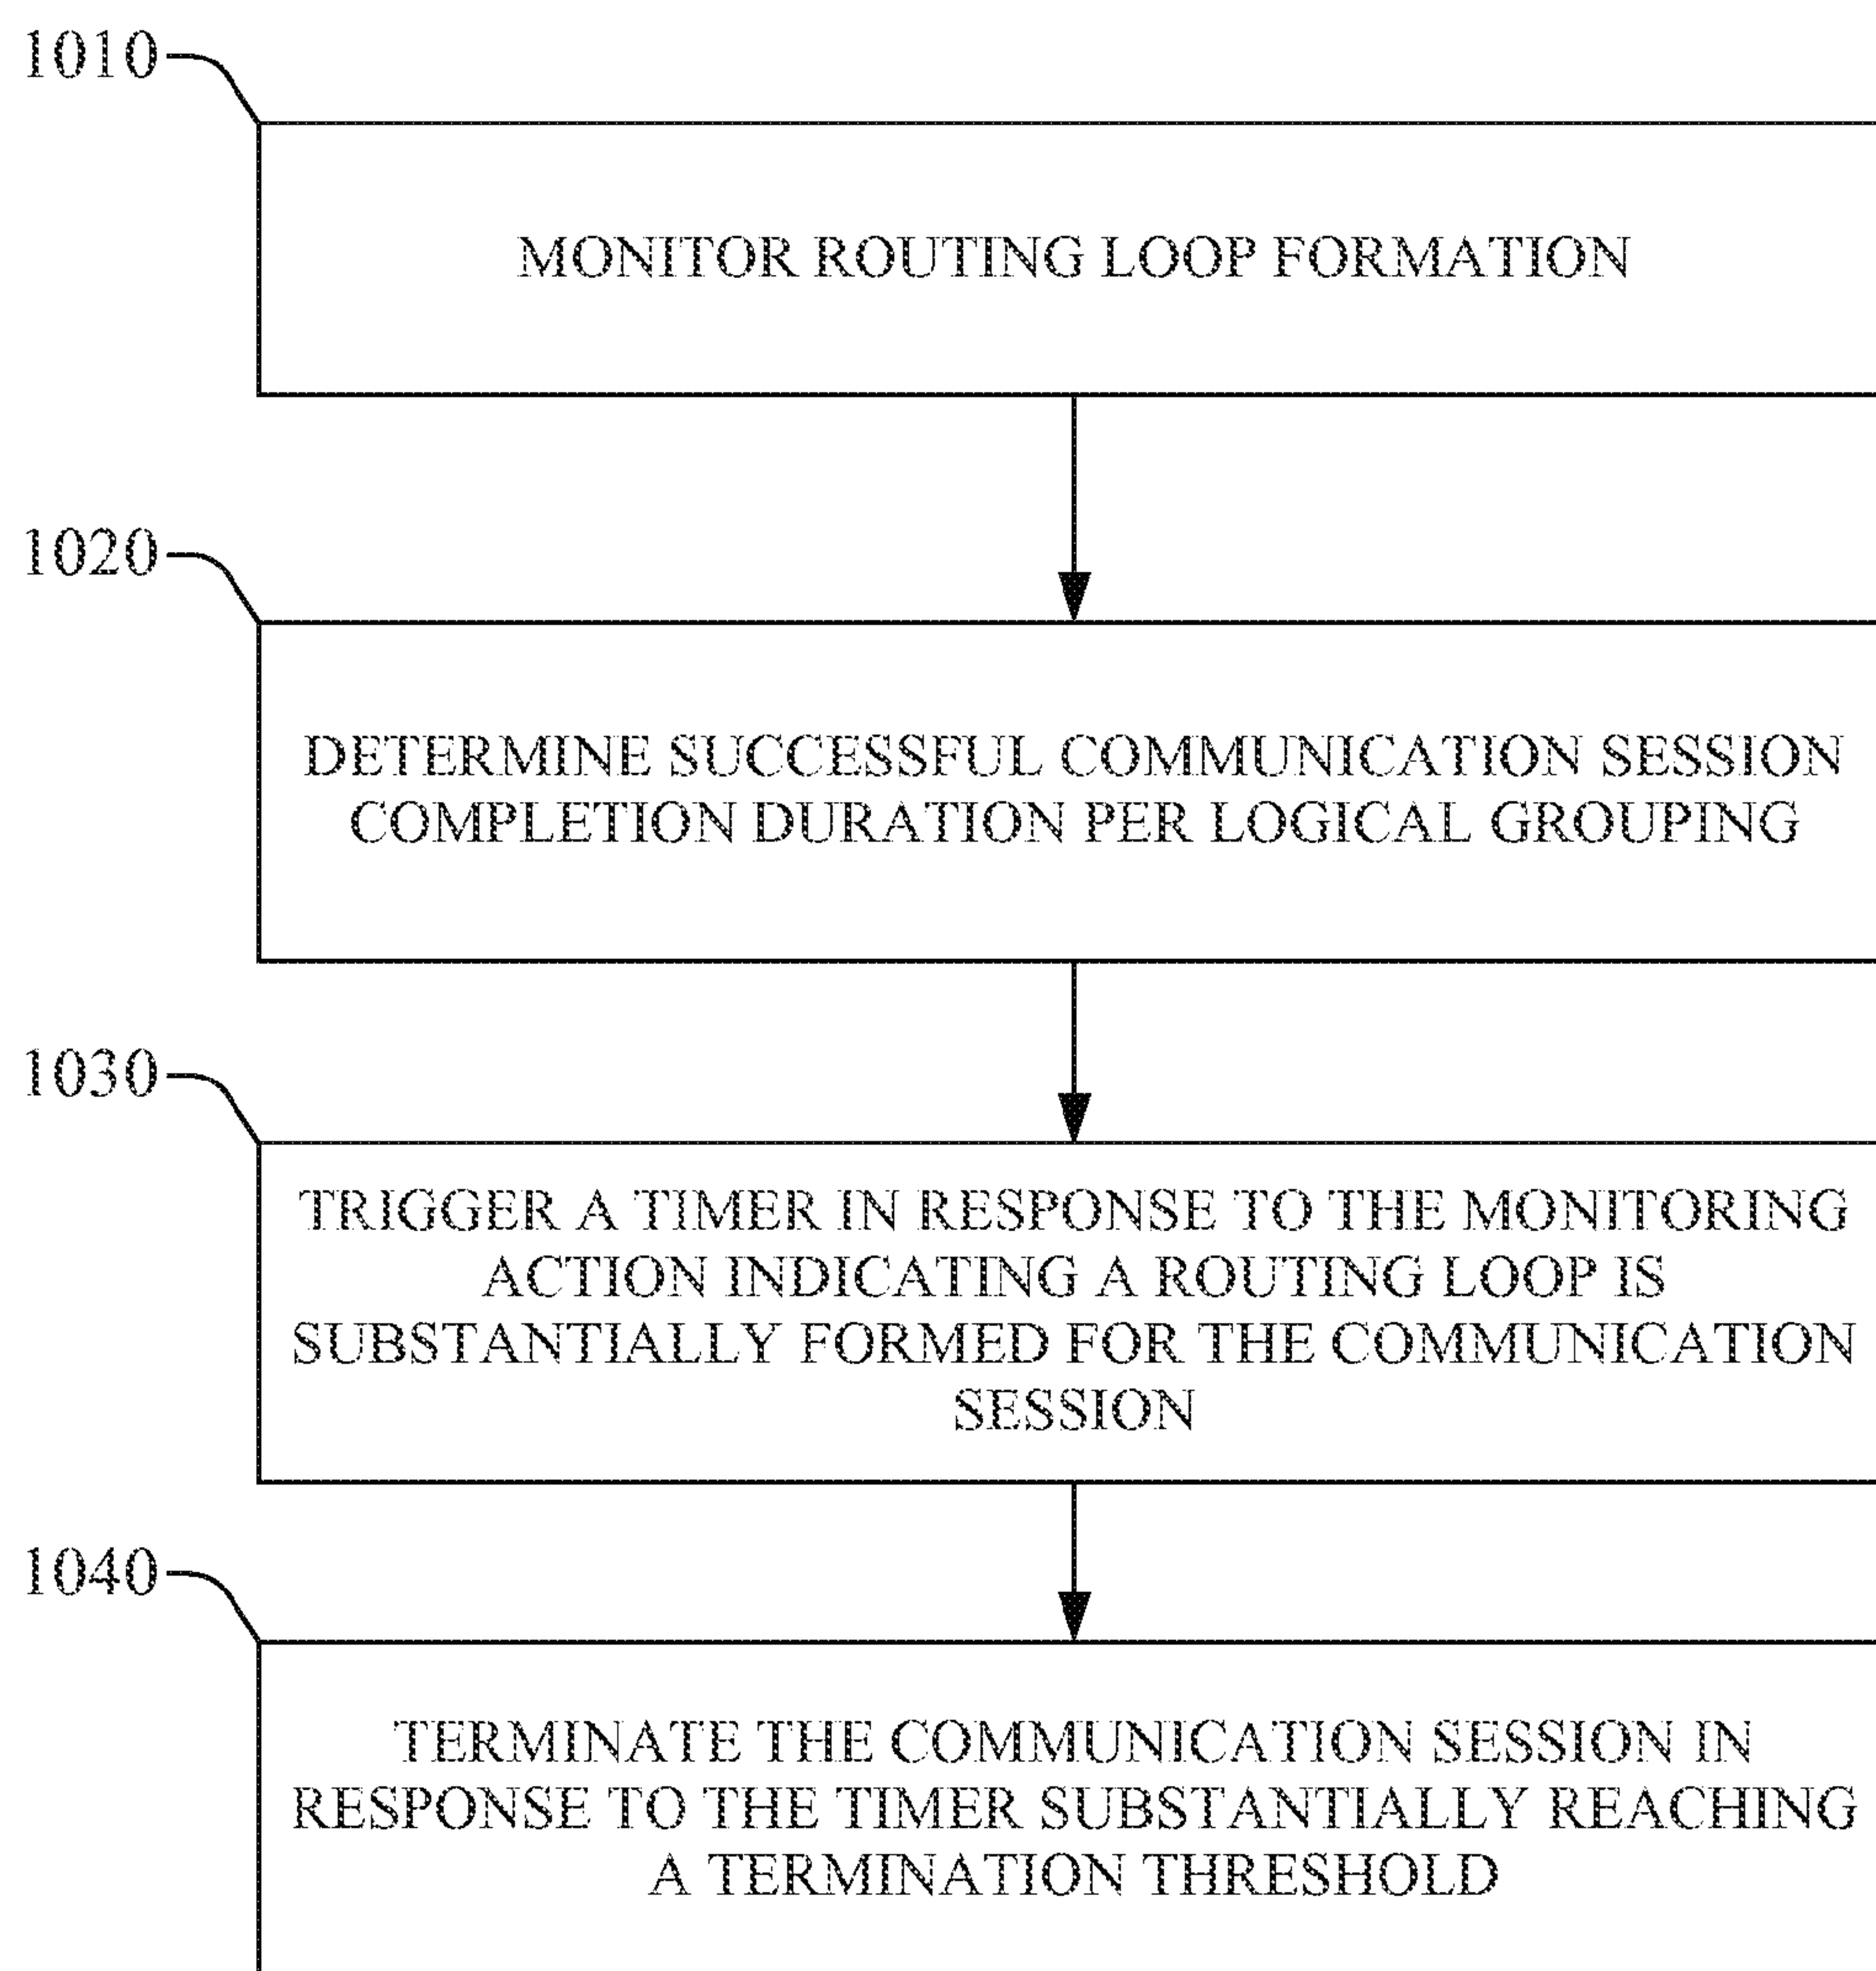 1010
MONITOR ROUTING LOOP FORMATION
1020
DETERMINE SUCCESSFUL COMMUNICATION SESSION
COMPLETION DURATION PER LOGICAL GROUPING
1030
TRIGGER A TIMER IN RESPONSE TO THE MONITORING
ACTION INDICATING A ROUTING LOOP IS
SUBSTANTIALLY FORMED FOR THE COMMUNICATION
SESSION
1040
TERMINATE THE COMMUNICATION SESSION IN
RESPONSE TO THE TIMER SUBSTANTIALLY REACHING
A TERMINATION THRESHOLD